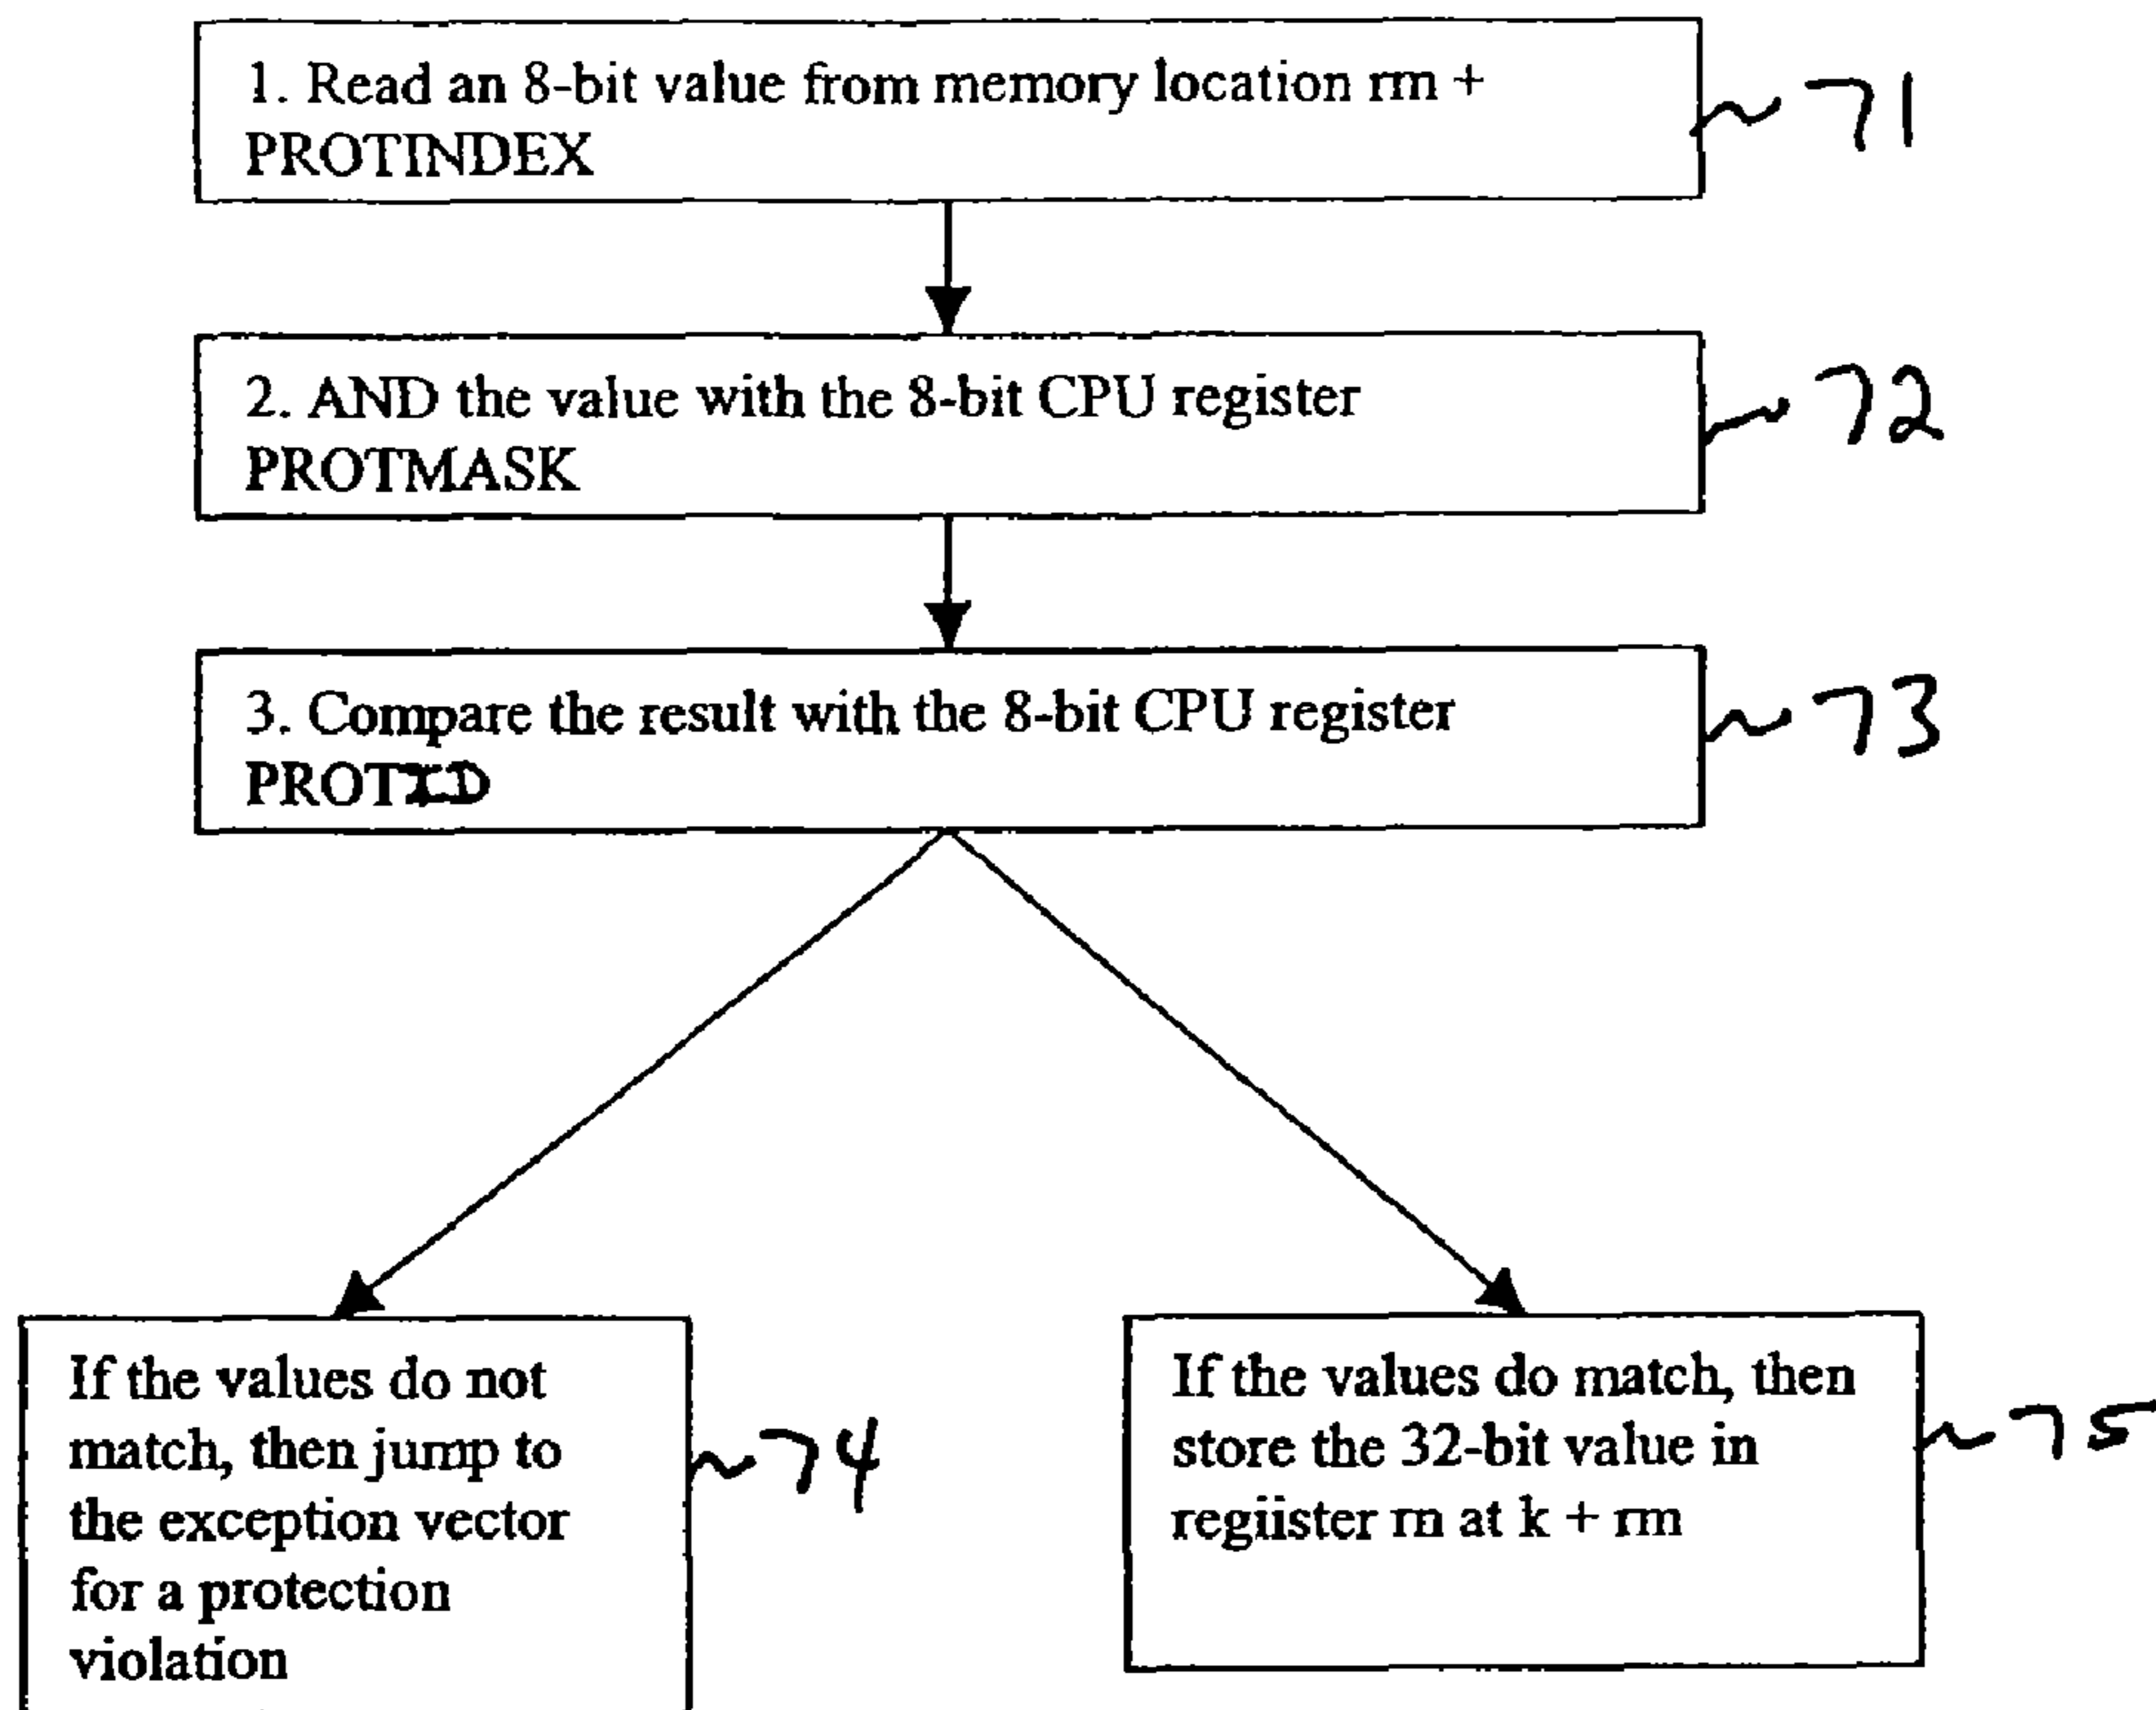 1. Read an 8-bit value from memory location rm +
PROTINDEX
71
2. AND the value with the 8-bit CPU register
PROTMASK
72
3. Compare the result with the 8-bit CPU register
PROTID
73
If the values do not
match, then jump to
the exception vector
for a protection
violation
74
If the values do match, then
store the 32-bit value in
regiister rn at k + rm
75